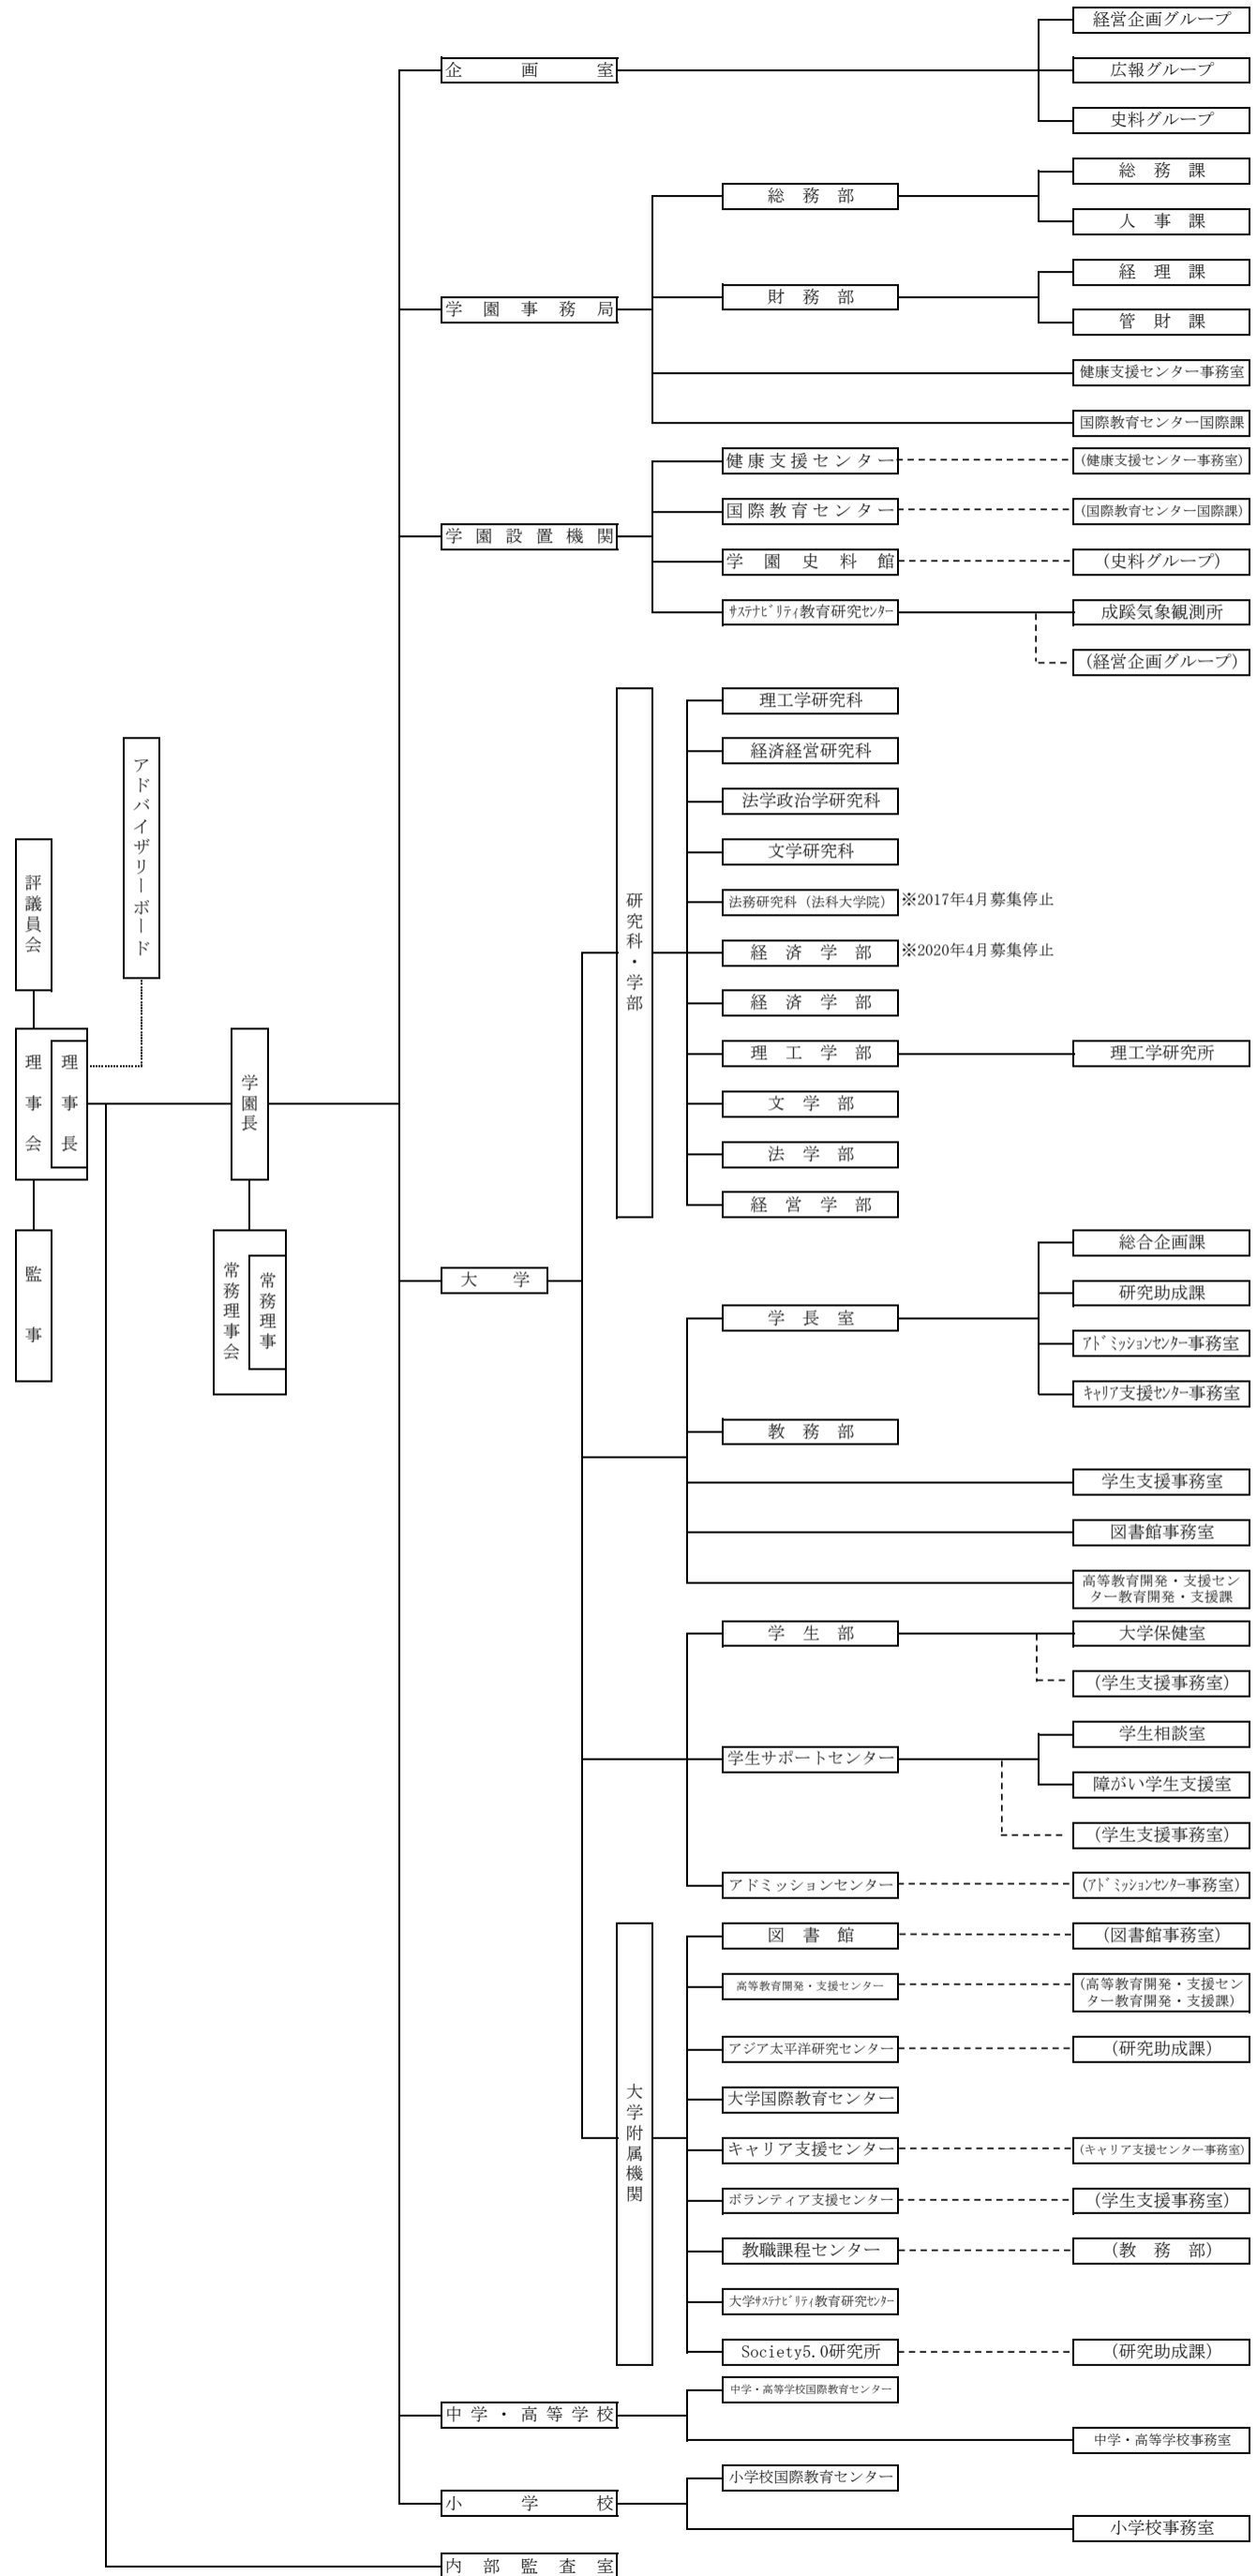 経営企画グループ
企画室
広報グループ
史料グループ
総務課
総務部
人事課
経理課
財務部
学園事務局
管財課
健康支援センター事務室
国際教育センター国際課
健康支援センター
(健康支援センター事務室)
国際教育センター
(国際教育センター国際課)
学園設置機関
学園史料館
(史料グループ)
ｻｽﾃﾅﾋﾞﾘﾃｨ教育研究ｾﾝﾀｰ
成蹊気象観測所
(経営企画グループ)
アドバイザリーボード
評議員会
理事会
理事長
監事
学園長
常務理事会
常務理事
研究科・学部
理工学研究科
経済経営研究科
法学政治学研究科
文学研究科
法務研究科（法科大学院）
※2017年4月募集停止
経済学部
※2020年4月募集停止
経済学部
理工学部
理工学研究所
文学部
法学部
経営学部
大学
総合企画課
学長室
研究助成課
ｱﾄﾞﾐｯｼｮﾝｾﾝﾀｰ事務室
ｷｬﾘｱ支援ｾﾝﾀｰ事務室
教務部
学生支援事務室
図書館事務室
高等教育開発・支援セン
ター教育開発・支援課
学生部
大学保健室
(学生支援事務室)
学生相談室
学生サポートセンター
障がい学生支援室
(学生支援事務室)
アドミッションセンター
(ｱﾄﾞﾐｯｼｮﾝｾﾝﾀｰ事務室)
大学附属機関
図書館
(図書館事務室)
高等教育開発・支援センター
(高等教育開発・支援セン
ター教育開発・支援課)
アジア太平洋研究センター
(研究助成課)
大学国際教育センター
キャリア支援センター
(キャリア支援センター事務室)
ボランティア支援センター
(学生支援事務室)
教職課程センター
(教務部)
大学ｻｽﾃﾅﾋﾞﾘﾃｨ教育研究ｾﾝﾀｰ
Society5.0研究所
(研究助成課)
中学・高等学校国際教育センター
中学・高等学校
中学・高等学校事務室
小学校国際教育センター
小学校
小学校事務室
内部監査室